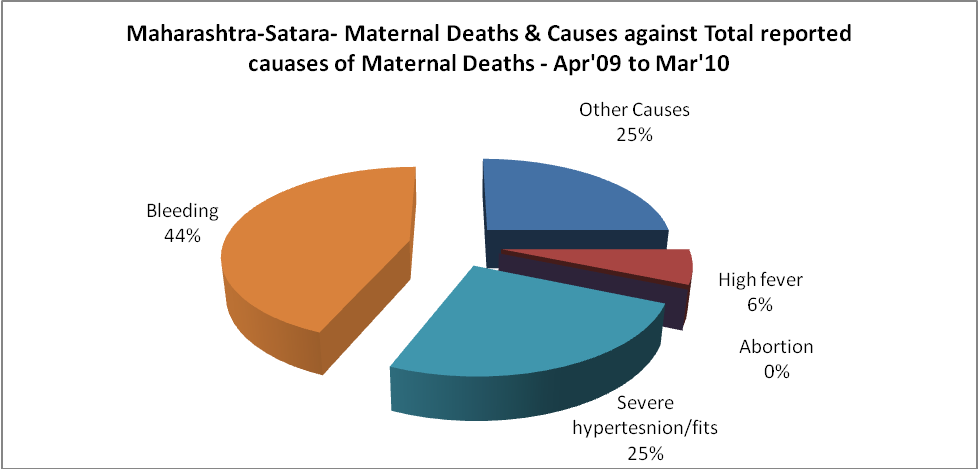 Maharashtra-Satara- Maternal Deaths & Causes against Total reported
cauases of Maternal Deaths - Apr'09 to Mar'10
Other Causes
25%
Bleeding
44%
High fever
6%
Abortion
0%
Severe
hypertesnion/fits
25%